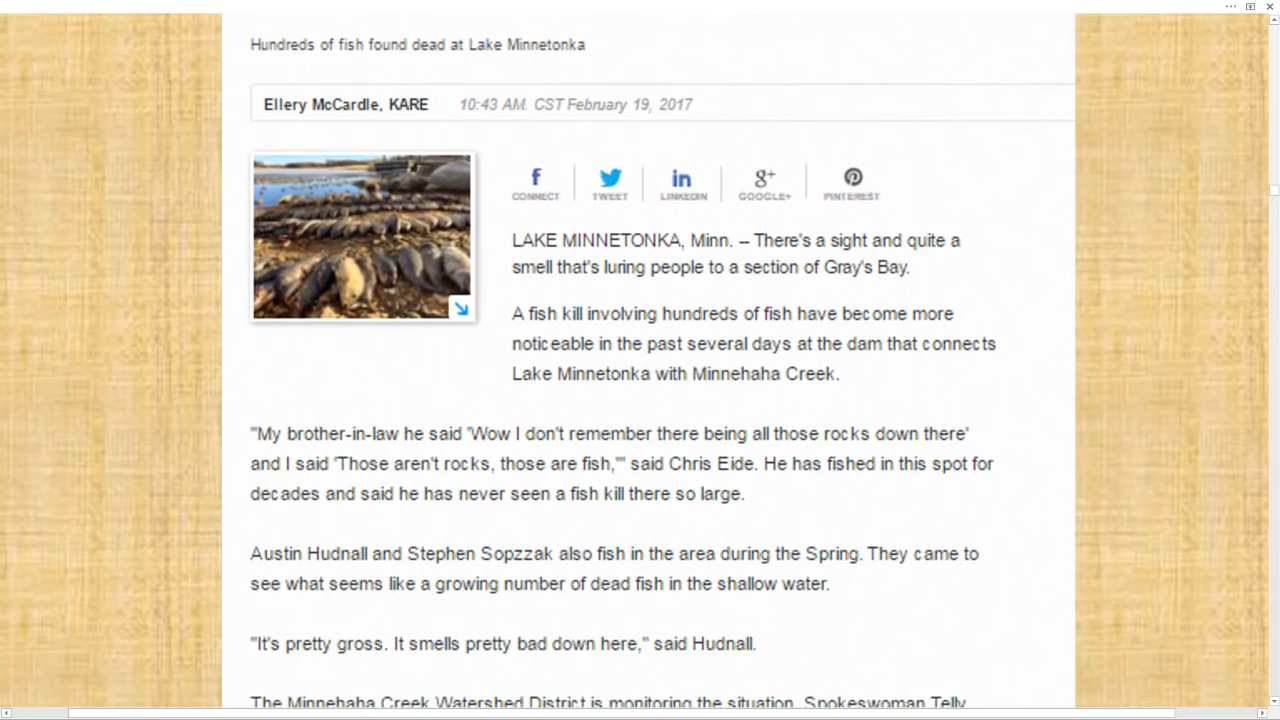 Hundreds of fish found dead at Lake Minnetonka
Ellery McCardle, KARE 10:43 AM. CST February 19, 2017
CONNECT TWEET LINKEDIN GOOGLE+ PINTEREST
LAKE MINNETONKA, Minn. -- There's a sight and quite a
smell that's luring people to a section of Gray's Bay.
A fish kill involving hundreds of fish have become more
noticeable in the past several days at the dam that connects
Lake Minnetonka with Minnehaha Creek.
"My brother-in-law he said 'Wow I don't remember there being all those rocks down there'
and I said 'Those aren't rocks, those are fish,'" said Chris Eide. He has fished in this spot for
decades and said he has never seen a fish kill there so large.
Austin Hudnall and Stephen Sopzzak also fish in the area during the Spring. They came to
see what seems like a growing number of dead fish in the shallow water.
"It's pretty gross. It smells pretty bad down here," said Hudnall.
The Minnehaha Creek Watershed District is monitoring the situation. Spokeswoman Telly